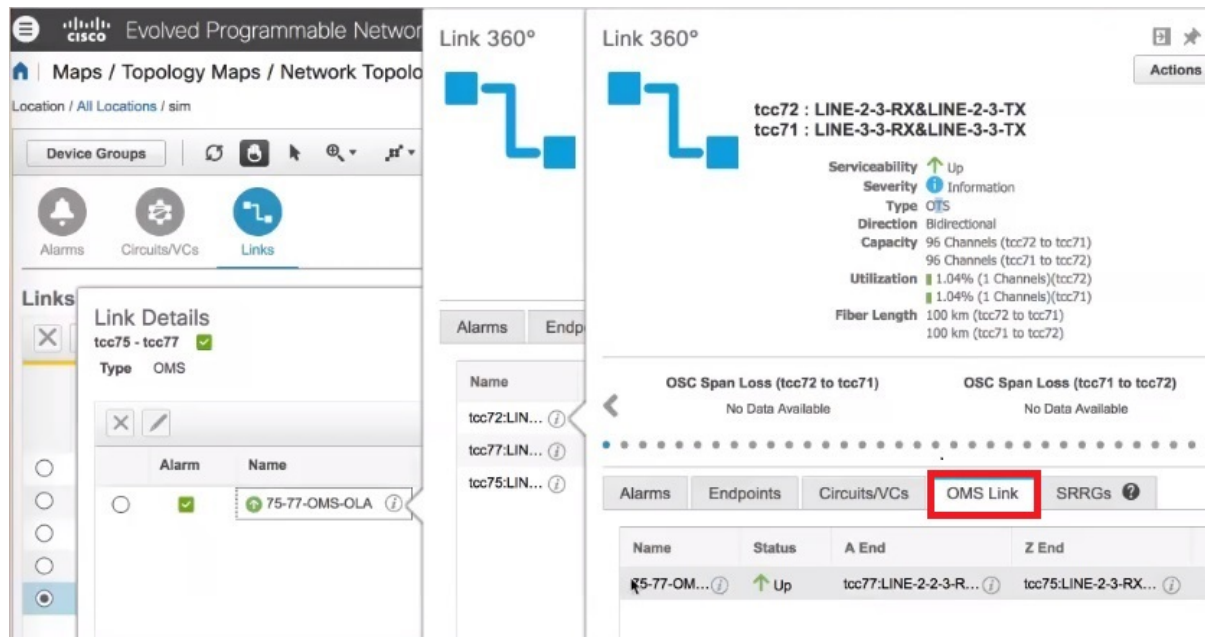 cisco Evolved Programmable Networ
Maps / Topology Maps / Network Topolo
Location / All Locations / sim
Device Groups
Alarms
Circuits/VCs
Links
Links
Link Details
tcc75 - tcc77
Type OMS
Alarm Name
75-77-OMS-OLA
Link 360°
Alarms Endp
Name
tcc72:LIN...
tcc77:LIN...
tcc75:LIN...
Link 360°
Actions
tcc72 : LINE-2-3-RX&LINE-2-3-TX
tcc71 : LINE-3-3-RX&LINE-3-3-TX
Serviceability Up
Severity Information
Type OTS
Direction Bidirectional
Capacity 96 Channels (tcc72 to tcc71)
96 Channels (tcc71 to tcc72)
Utilization 1.04% (1 Channels)(tcc72)
1.04% (1 Channels)(tcc71)
Fiber Length 100 km (tcc72 to tcc71)
100 km (tcc71 to tcc72)
OSC Span Loss (tcc72 to tcc71) OSC Span Loss (tcc71 to tcc72)
No Data Available No Data Available
Alarms Endpoints Circuits/VCs OMS Link SRRGs ?
Name Status A End Z End
75-77-OM... Up tcc77:LINE-2-2-3-R... tcc75:LINE-2-3-RX...